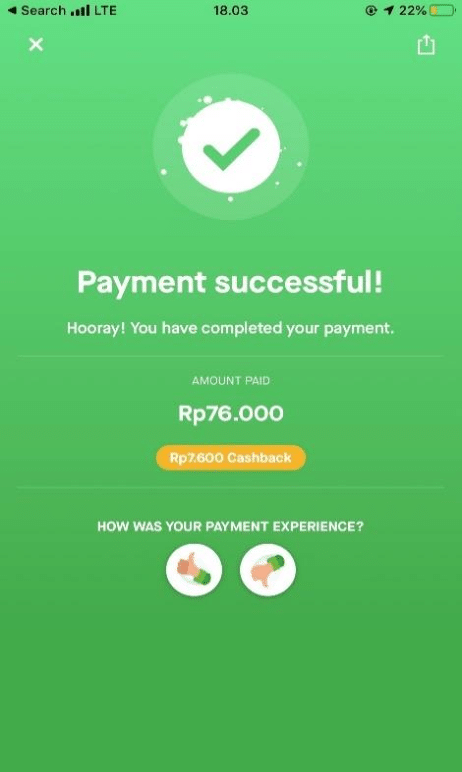 Search LTE 18.03 22%
Payment successful!
Hooray! You have completed your payment.
AMOUNT PAID
Rp76.000
Rp7.600 Cashback
HOW WAS YOUR PAYMENT EXPERIENCE?